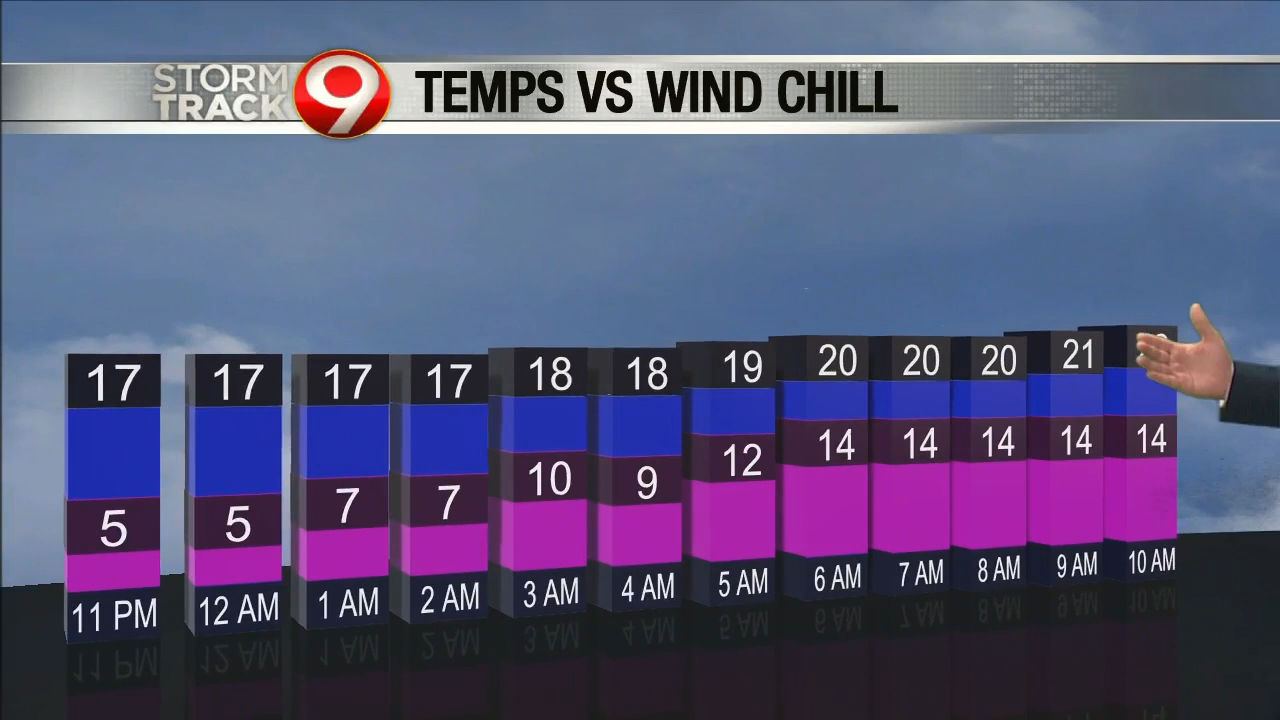 STORM
TRACK 9
TEMPS VS WIND CHILL
17 17 17 17 18 18 19 20 20 20 21
5 5 7 7 10 9 12 14 14 14 14 14
11 PM 12 AM 1 AM 2 AM 3 AM 4 AM 5 AM 6 AM 7 AM 8 AM 9 AM 10 AM